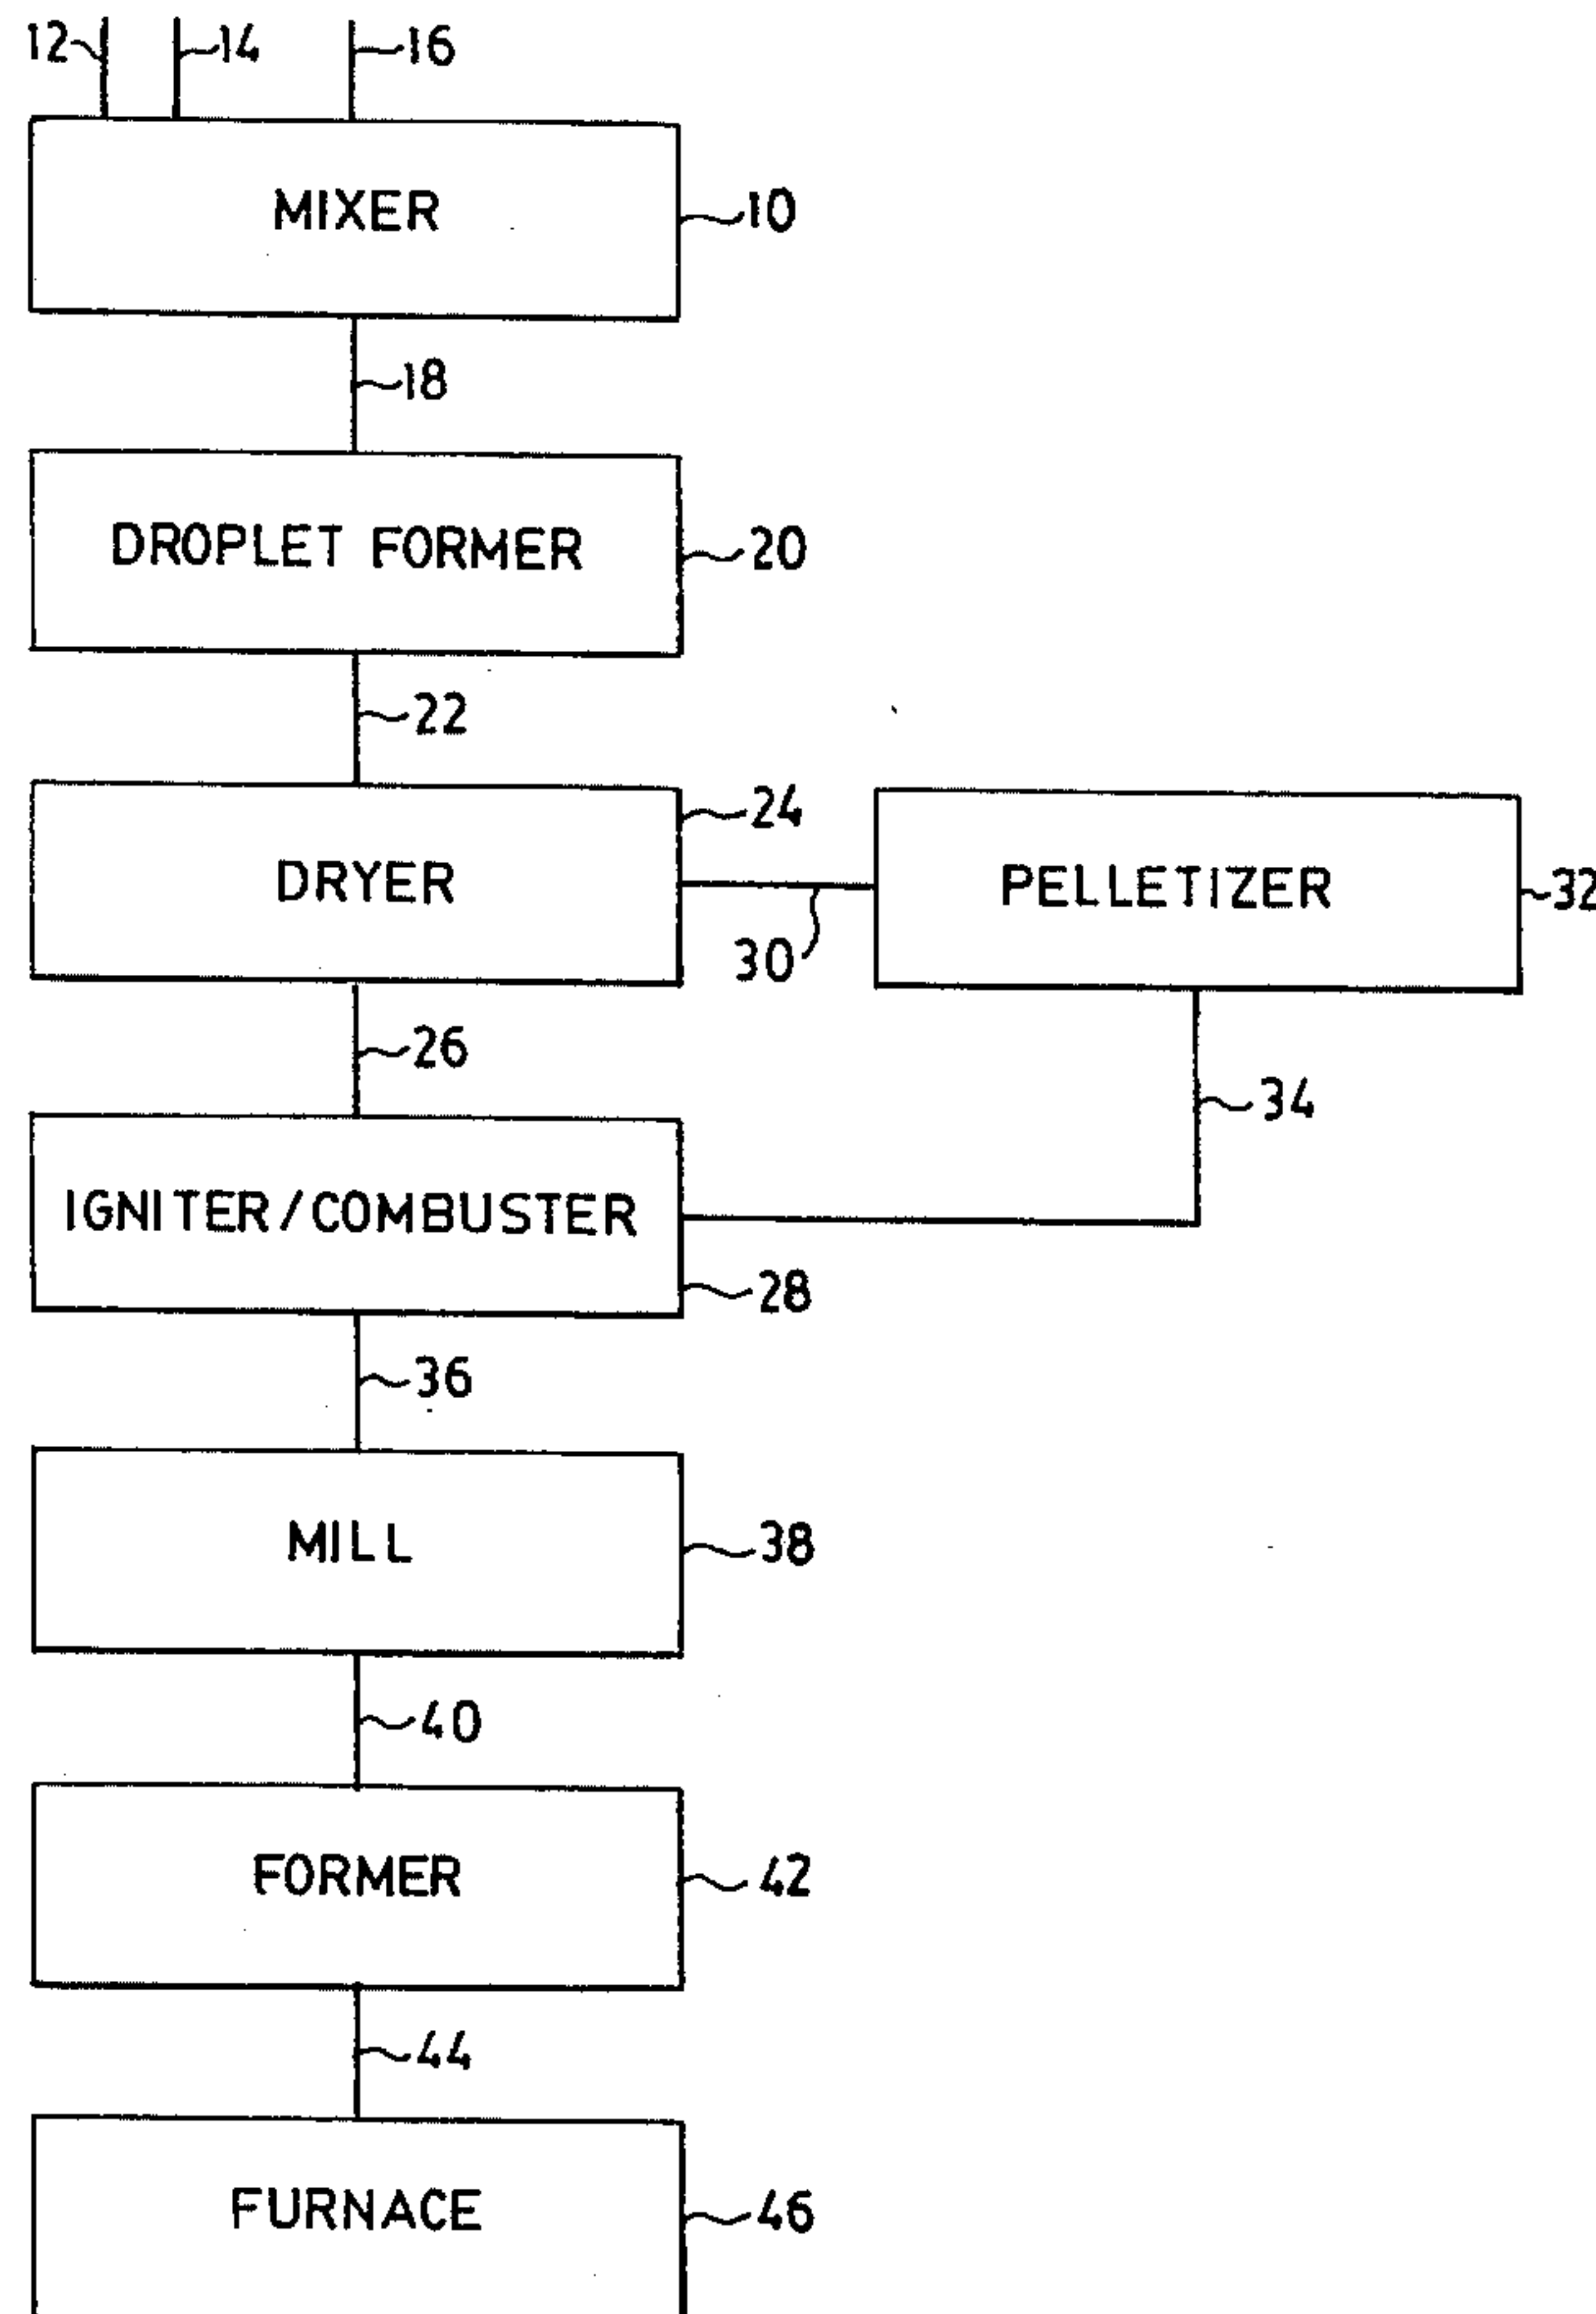 12
14
16
MIXER
10
18
DROPLET FORMER
20
22
24
DRYER
PELLETIZER
32
30
26
34
IGNITER/COMBUSTER
28
36
MILL
38
40
FORMER
42
44
FURNACE
46